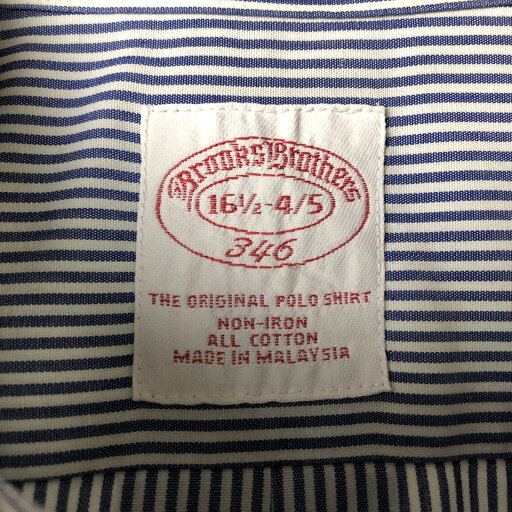 Brooks Brothers
16½-4/5
346
THE ORIGINAL POLO SHIRT
NON-IRON
ALL COTTON
MADE IN MALAYSIA